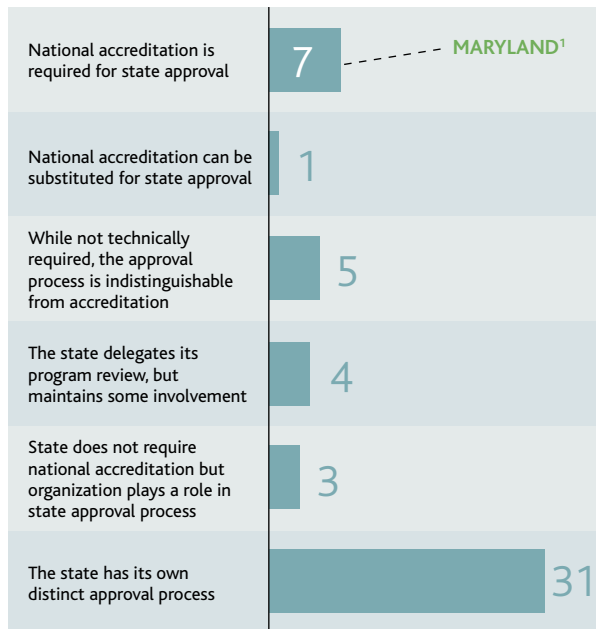 National accreditation is
required for state approval
7
MARYLAND¹
National accreditation can be
substituted for state approval
1
While not technically
required, the approval
process is indistinguishable
from accreditation
5
The state delegates its
program review, but
maintains some involvement
4
State does not require
national accreditation but
organization plays a role in
state approval process
3
The state has its own
distinct approval process
31